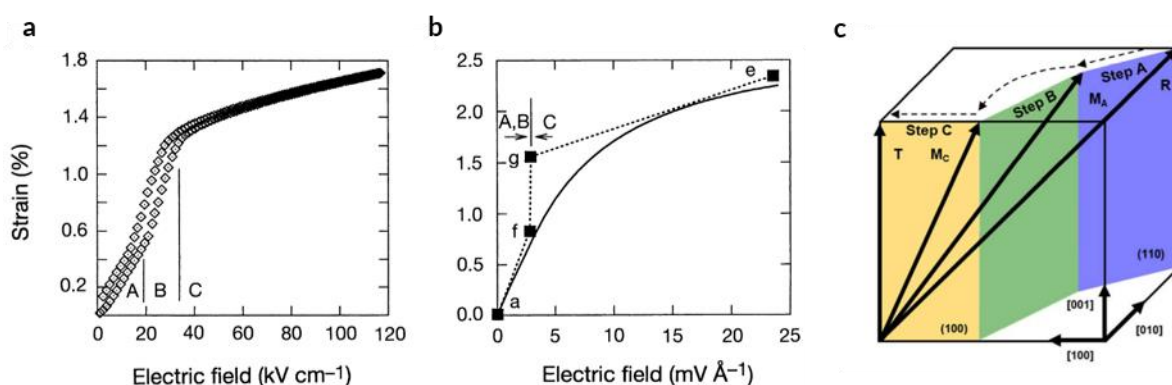 a
Strain (%)
1.8
1.4
1.0
0.6
0.2
A B C
0 20 40 60 80 100 120
Electric field (kV cm⁻¹)
b
2.5
2.0
1.5
1.0
0.5
0.0
e
A,B C
g
f
a
0 5 10 15 20 25
Electric field (mV Å⁻¹)
c
Step A
Step B
Step C
R
M_A
T M_C
(110)
(100)
[001]
[010]
[100]